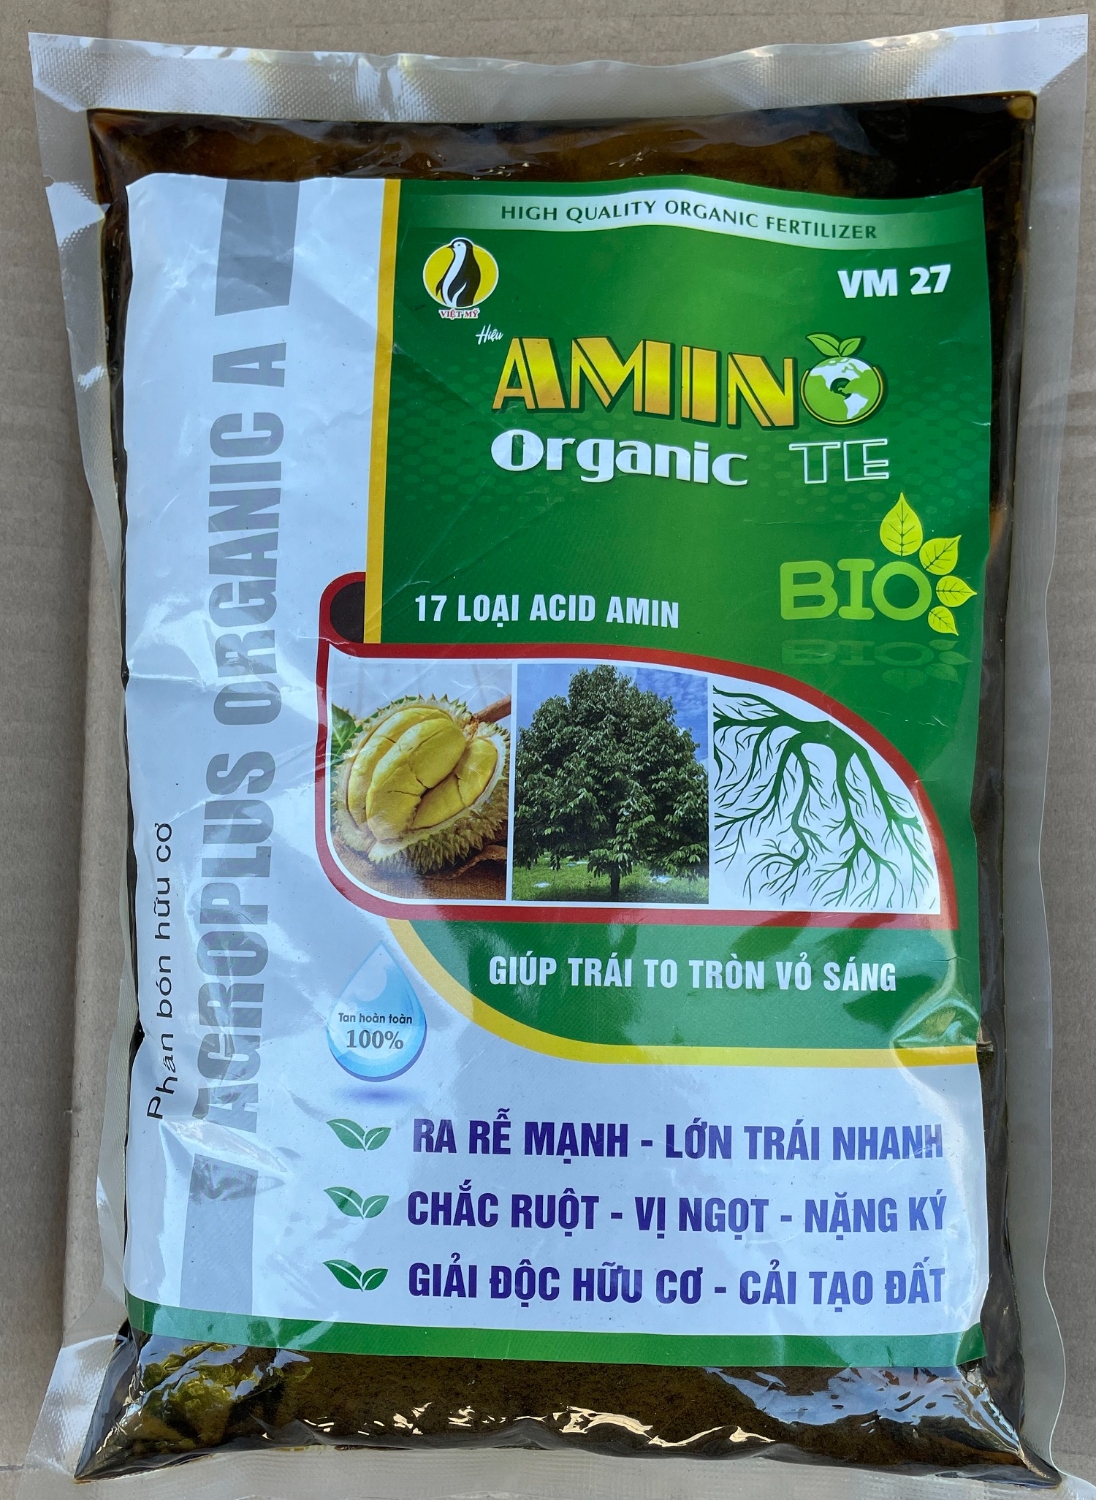 HIGH QUALITY ORGANIC FERTILIZER
VIỆT MỸ
VM 27
Hiệu
AMINO
Organic TE
BIO
17 LOẠI ACID AMIN
Phân bón hữu cơ
AGROPLUS ORGANIC A
GIÚP TRÁI TO TRÒN VỎ SÁNG
Tan hoàn toàn
100%
RA RỄ MẠNH - LỚN TRÁI NHANH
CHẮC RUỘT - VỊ NGỌT - NẶNG KÝ
GIẢI ĐỘC HỮU CƠ - CẢI TẠO ĐẤT